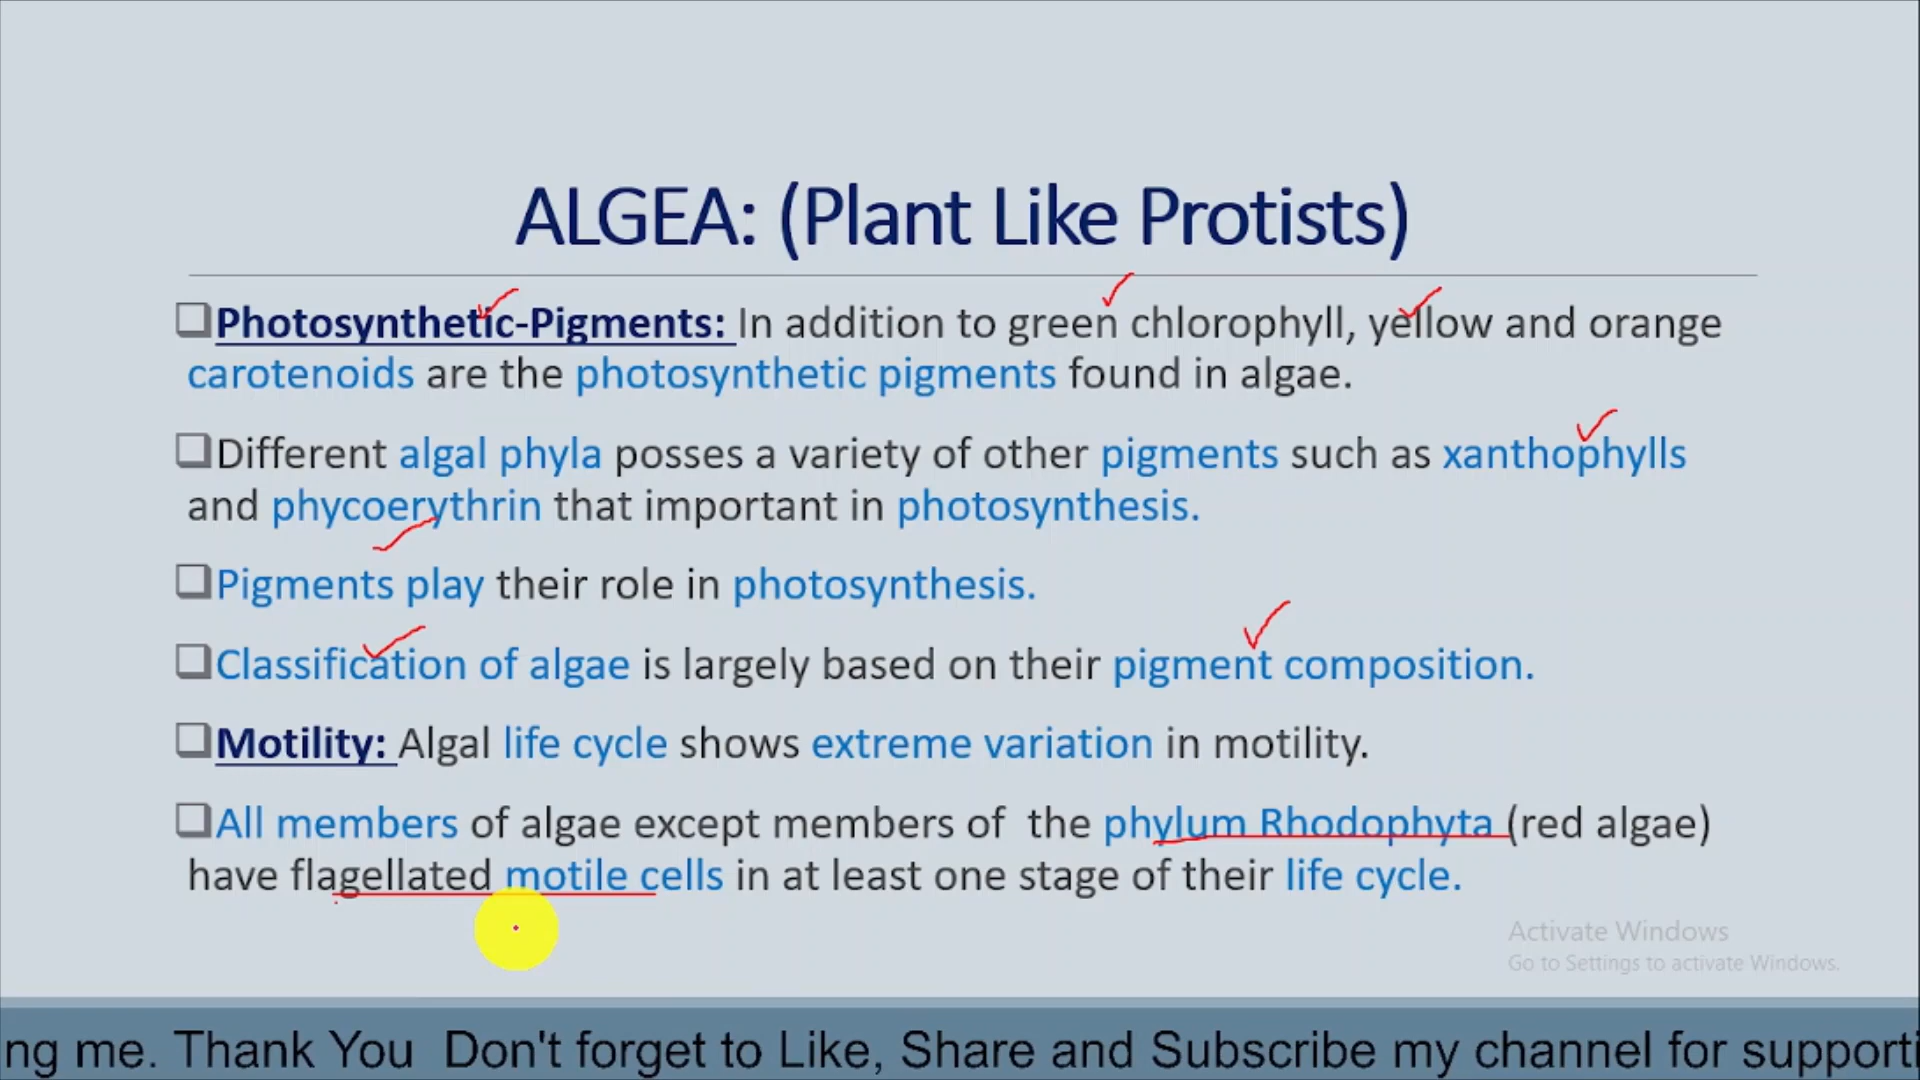 ALGEA: (Plant Like Protists)
Photosynthetic-Pigments: In addition to green chlorophyll, yellow and orange
carotenoids are the photosynthetic pigments found in algae.
Different algal phyla posses a variety of other pigments such as xanthophylls
and phycoerythrin that important in photosynthesis.
Pigments play their role in photosynthesis.
Classification of algae is largely based on their pigment composition.
Motility: Algal life cycle shows extreme variation in motility.
All members of algae except members of the phylum Rhodophyta (red algae)
have flagellated motile cells in at least one stage of their life cycle.
Activate Windows
Go to Settings to activate Windows.
ng me. Thank You Don't forget to Like, Share and Subscribe my channel for supporti